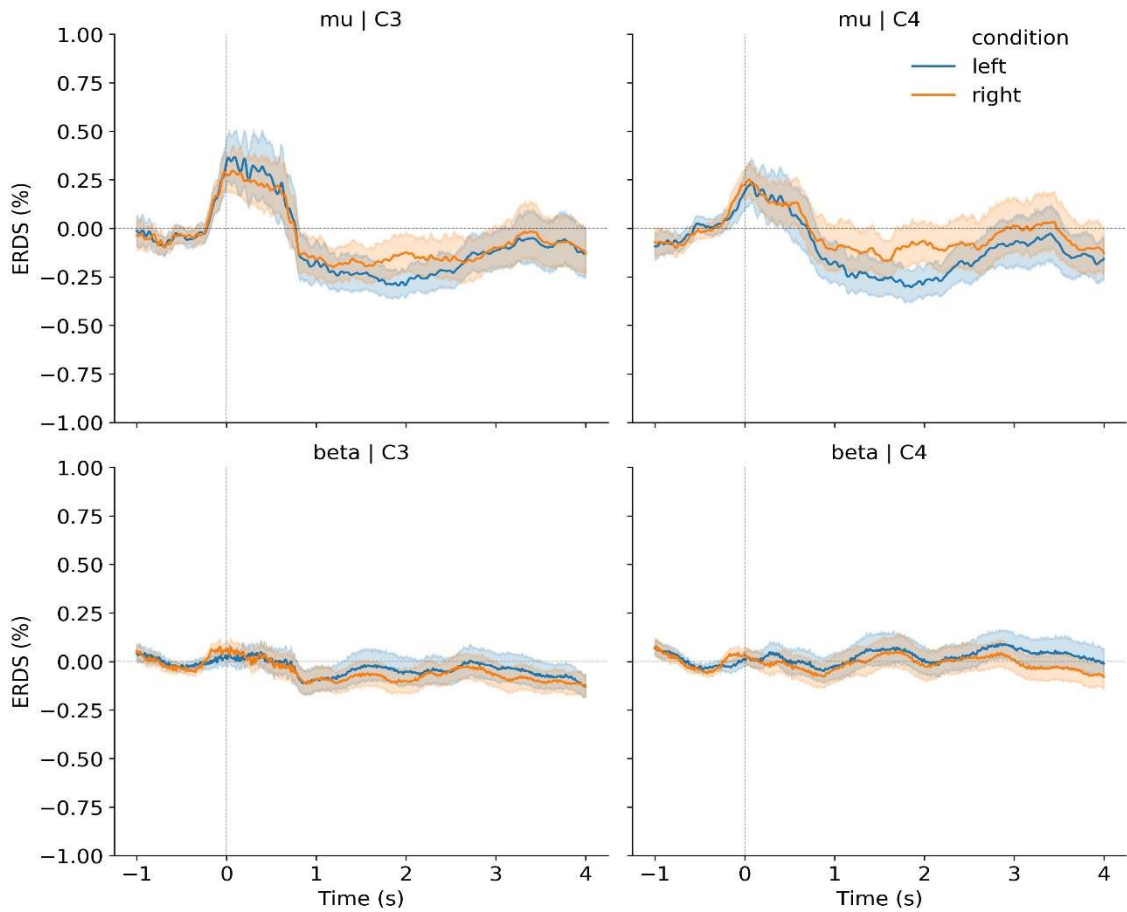 mu | C3
mu | C4
condition
left
right
1.00
0.75
0.50
0.25
0.00
−0.25
−0.50
−0.75
−1.00
ERDS (%)
beta | C3
beta | C4
1.00
0.75
0.50
0.25
0.00
−0.25
−0.50
−0.75
−1.00
ERDS (%)
−1 0 1 2 3 4
−1 0 1 2 3 4
Time (s)
Time (s)